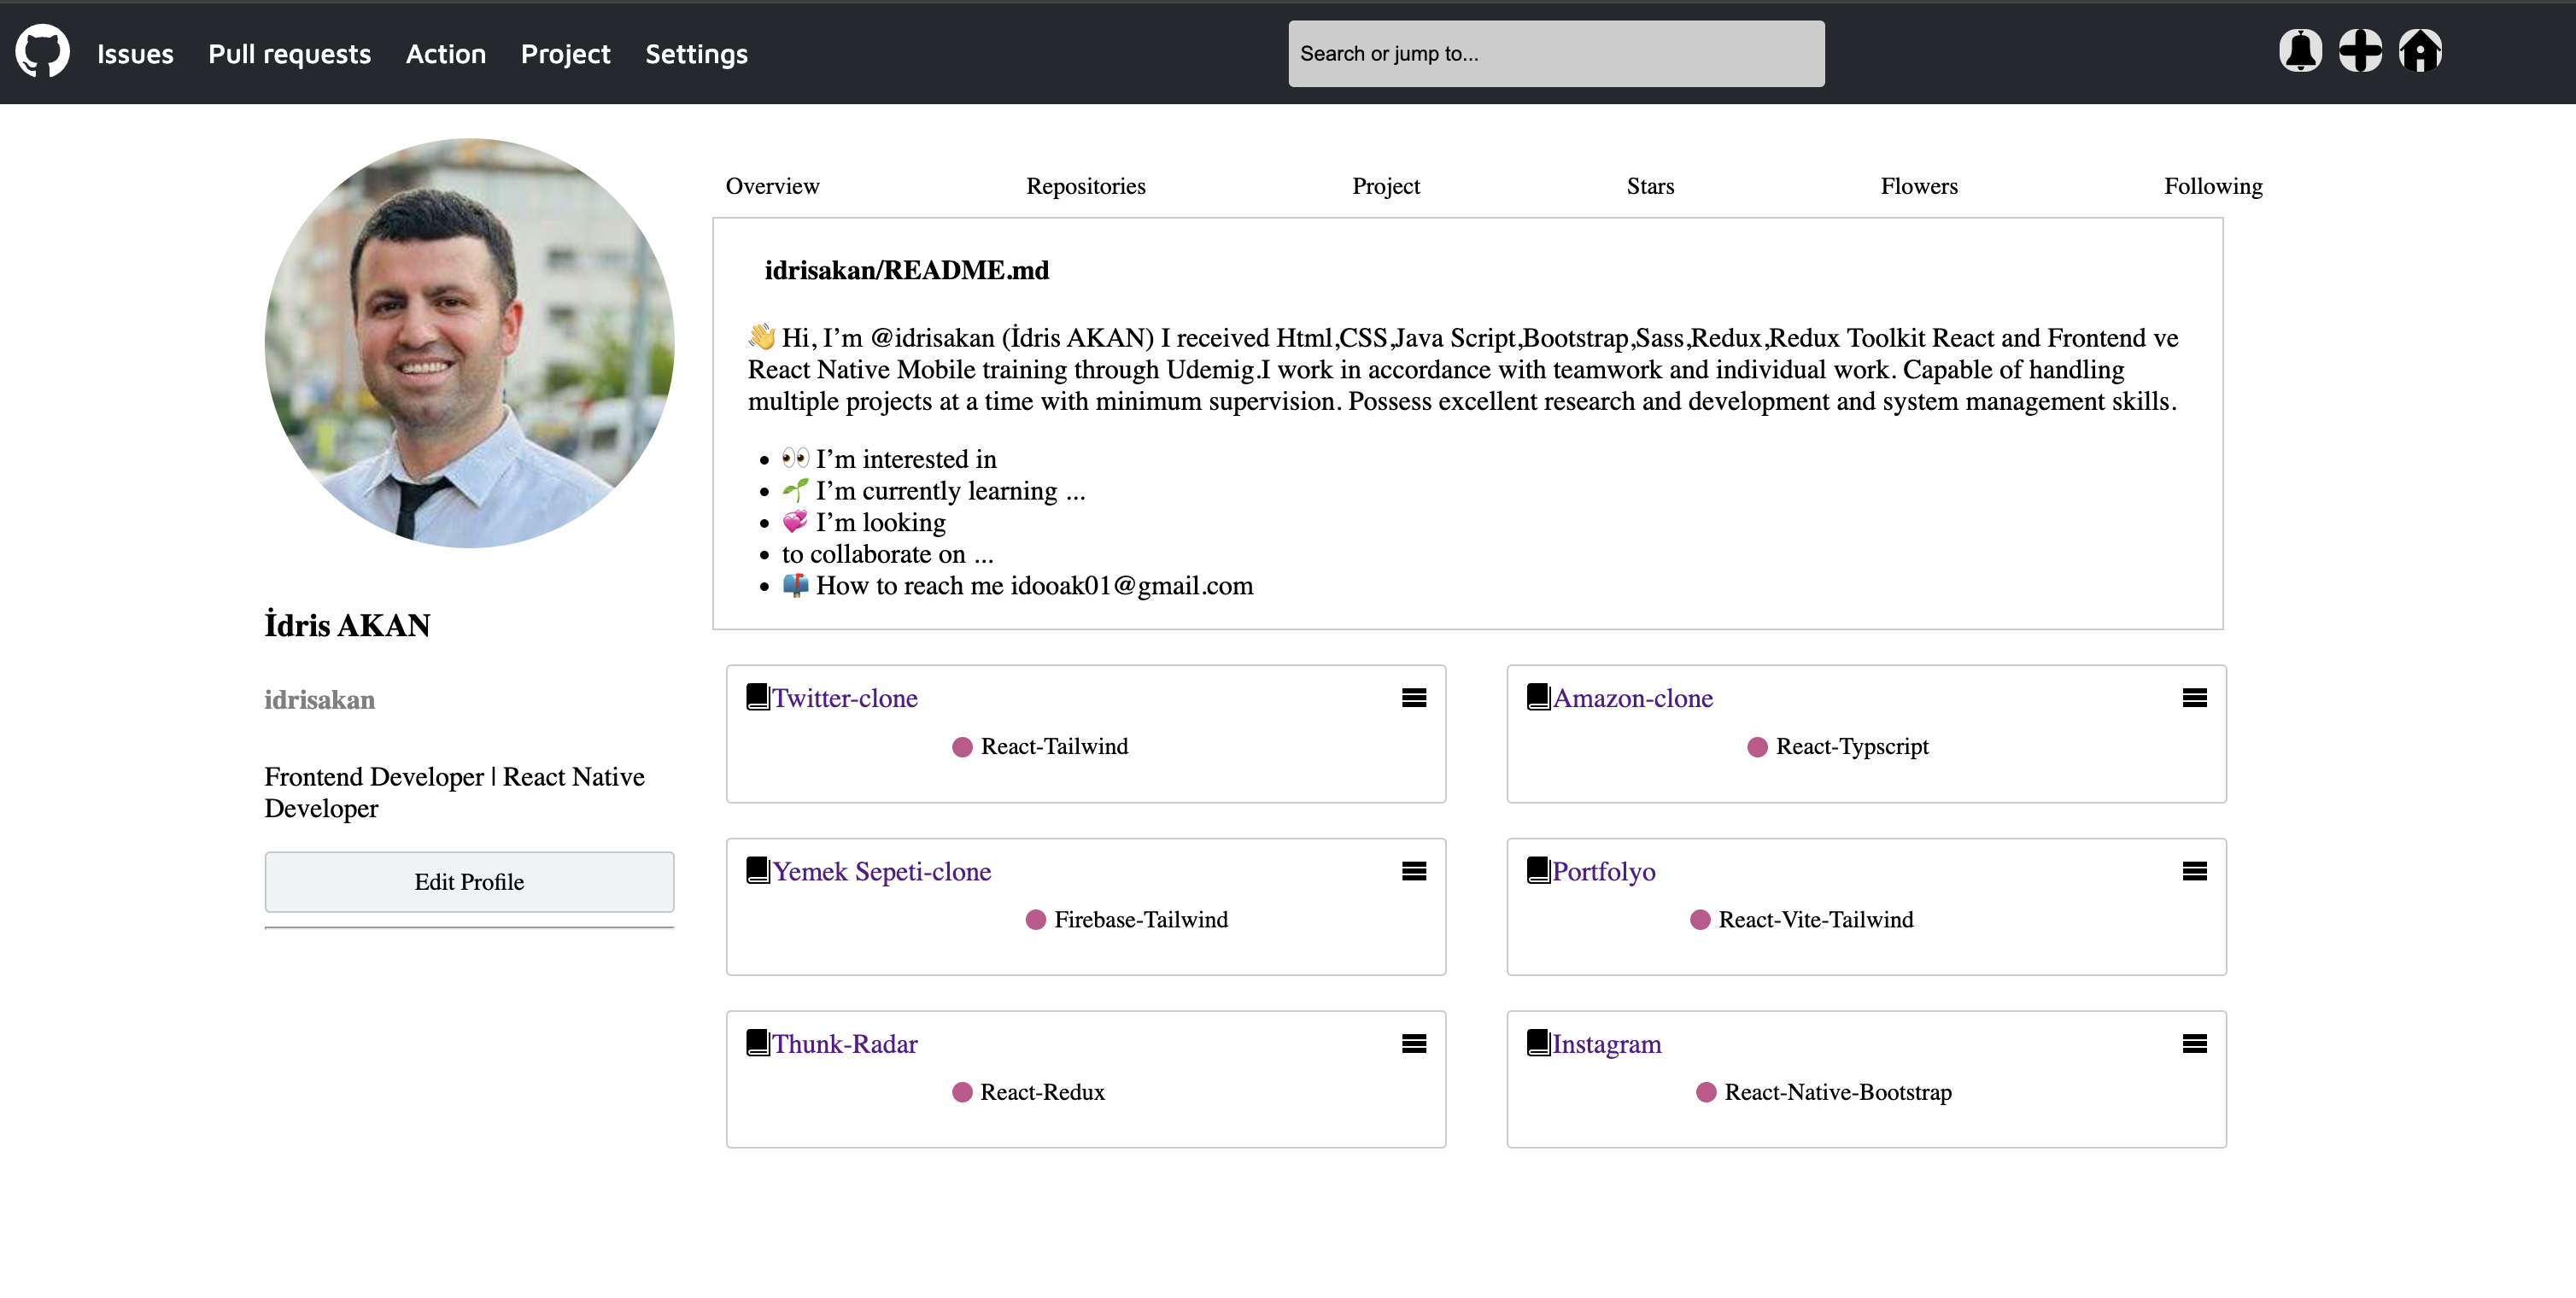 Issues Pull requests Action Project Settings Search or jump to...
Overview Repositories Project Stars Flowers Following
idrisakan/README.md
👋 Hi, I’m @idrisakan (İdris AKAN) I received Html,CSS,Java Script,Bootstrap,Sass,Redux,Redux Toolkit React and Frontend ve
React Native Mobile training through Udemig.I work in accordance with teamwork and individual work. Capable of handling
multiple projects at a time with minimum supervision. Possess excellent research and development and system management skills.
• 👀 I’m interested in
• 🌱 I’m currently learning ...
• 💞️ I’m looking
• to collaborate on ...
• 📫 How to reach me idooak01@gmail.com
İdris AKAN
idrisakan
Frontend Developer | React Native
Developer
Edit Profile
Twitter-clone
React-Tailwind
Amazon-clone
React-Typscript
Yemek Sepeti-clone
Firebase-Tailwind
Portfolyo
React-Vite-Tailwind
Thunk-Radar
React-Redux
Instagram
React-Native-Bootstrap